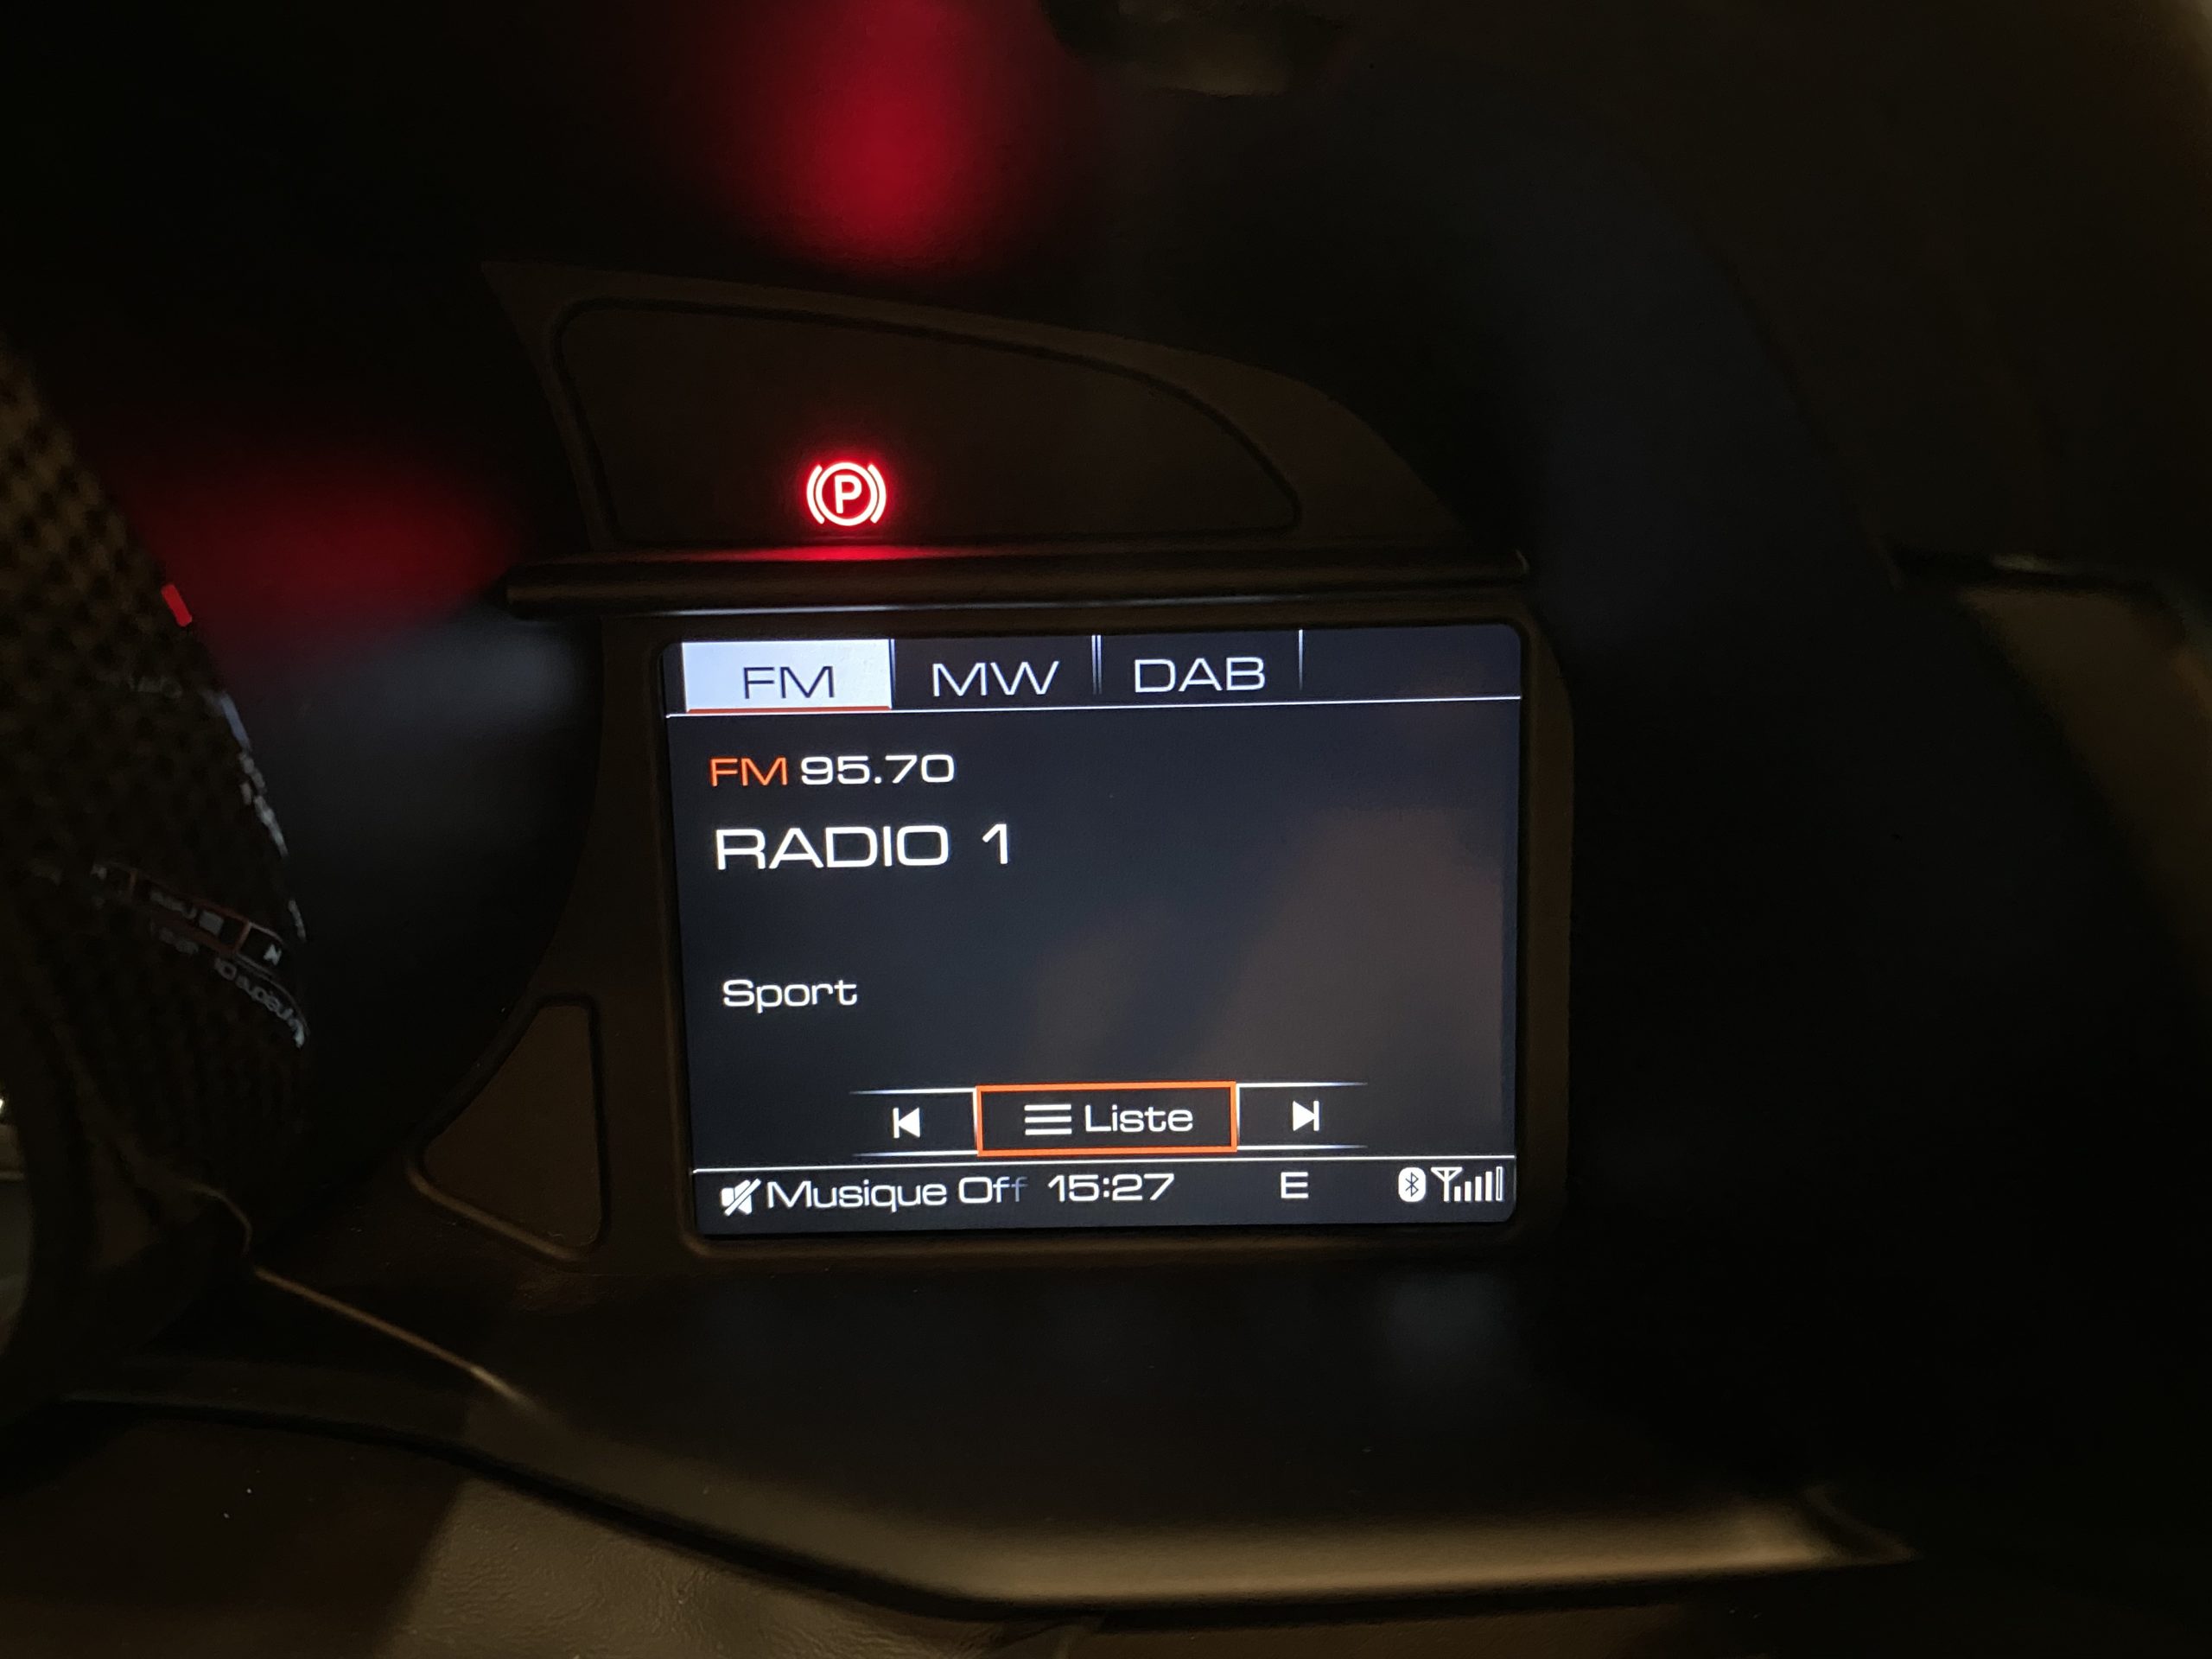 P
FM MW DAB
FM 95.70
RADIO 1
Sport
Liste
Musique Off 15:27 E